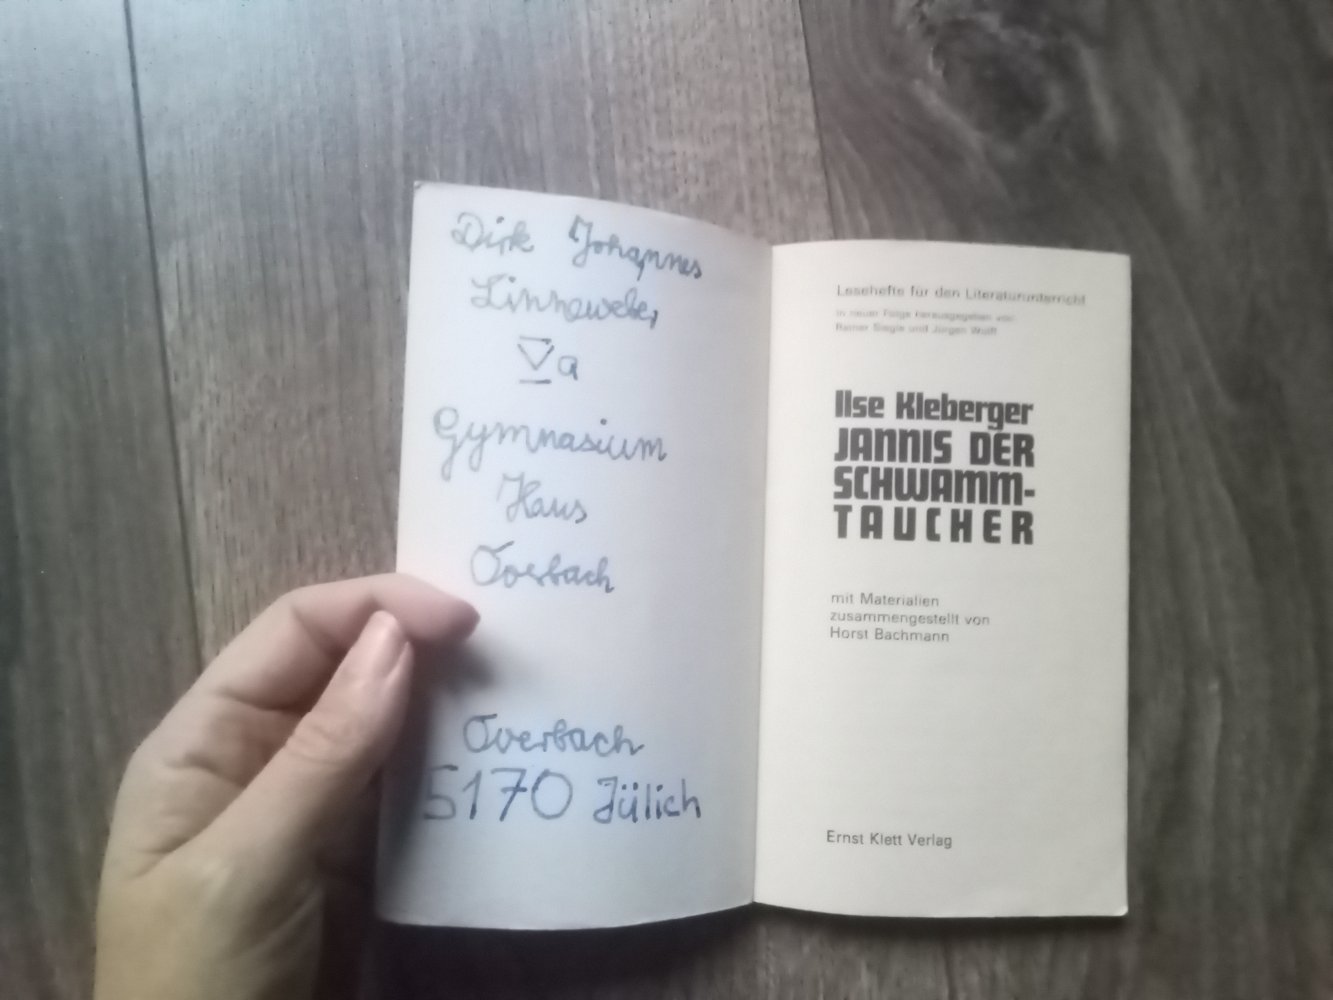 Dirk Johannes
Linnweber
Va
Gymnasium
Haus
Overbach
Overbach
5170 Jülich
Lesehefte für den Literaturunterricht
In neuer Folge herausgegeben von
Rainer Siegle und Jürgen Wolff
Ilse Kleberger
JANNIS DER
SCHWAMM-
TAUCHER
mit Materialien
zusammengestellt von
Horst Bachmann
Ernst Klett Verlag